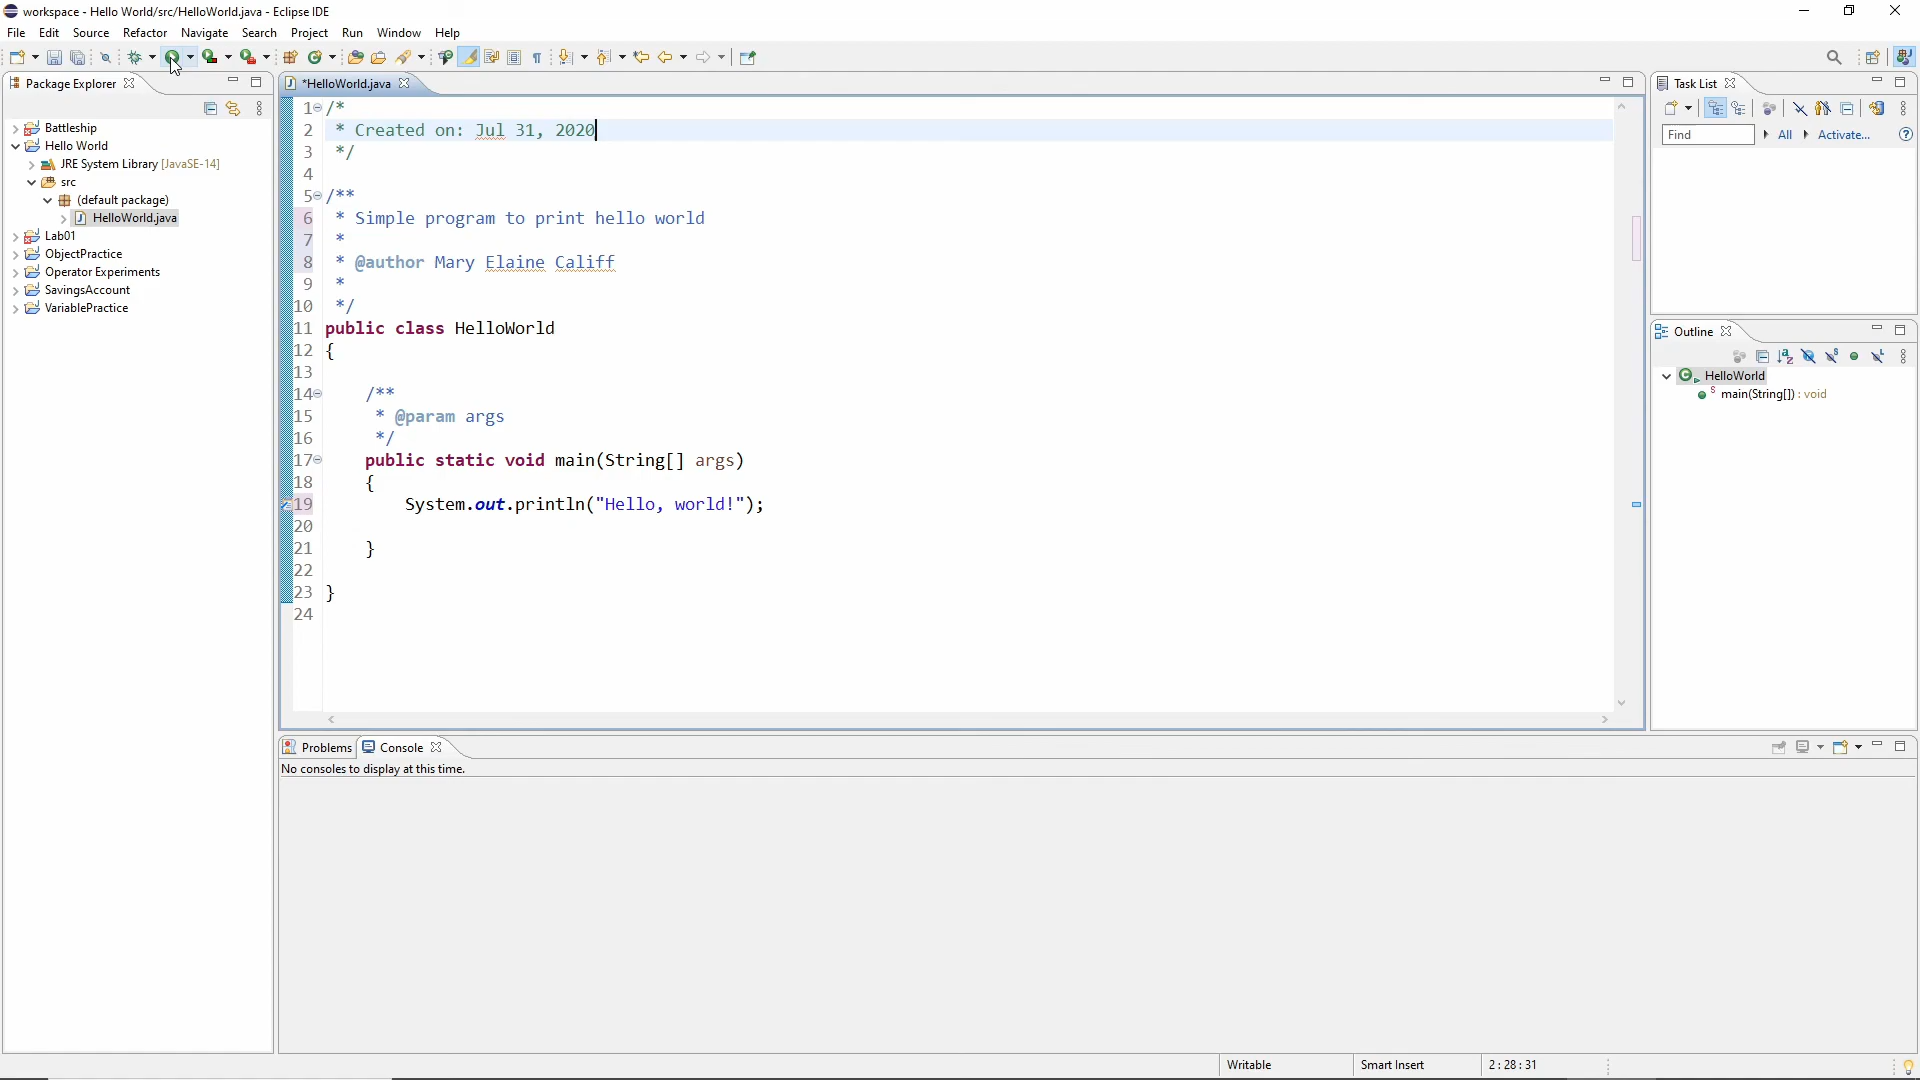 workspace - Hello World/src/HelloWorld.java - Eclipse IDE
File Edit Source Refactor Navigate Search Project Run Window Help
Package Explorer
Battleship
Hello World
JRE System Library [JavaSE-14]
src
(default package)
HelloWorld.java
Lab01
ObjectPractice
Operator Experiments
SavingsAccount
VariablePractice
*HelloWorld.java
1 /*
2 * Created on: Jul 31, 2020
3 */
4
5 /**
6 * Simple program to print hello world
7 *
8 * @author Mary Elaine Califf
9 *
10 */
11 public class HelloWorld
12 {
13
14 /**
15 * @param args
16 */
17 public static void main(String[] args)
18 {
19 System.out.println("Hello, world!");
20
21 }
22
23 }
24
Task List
Find All Activate...
Outline
HelloWorld
main(String[]) : void
Problems Console
No consoles to display at this time.
Writable Smart Insert 2 : 28 : 31